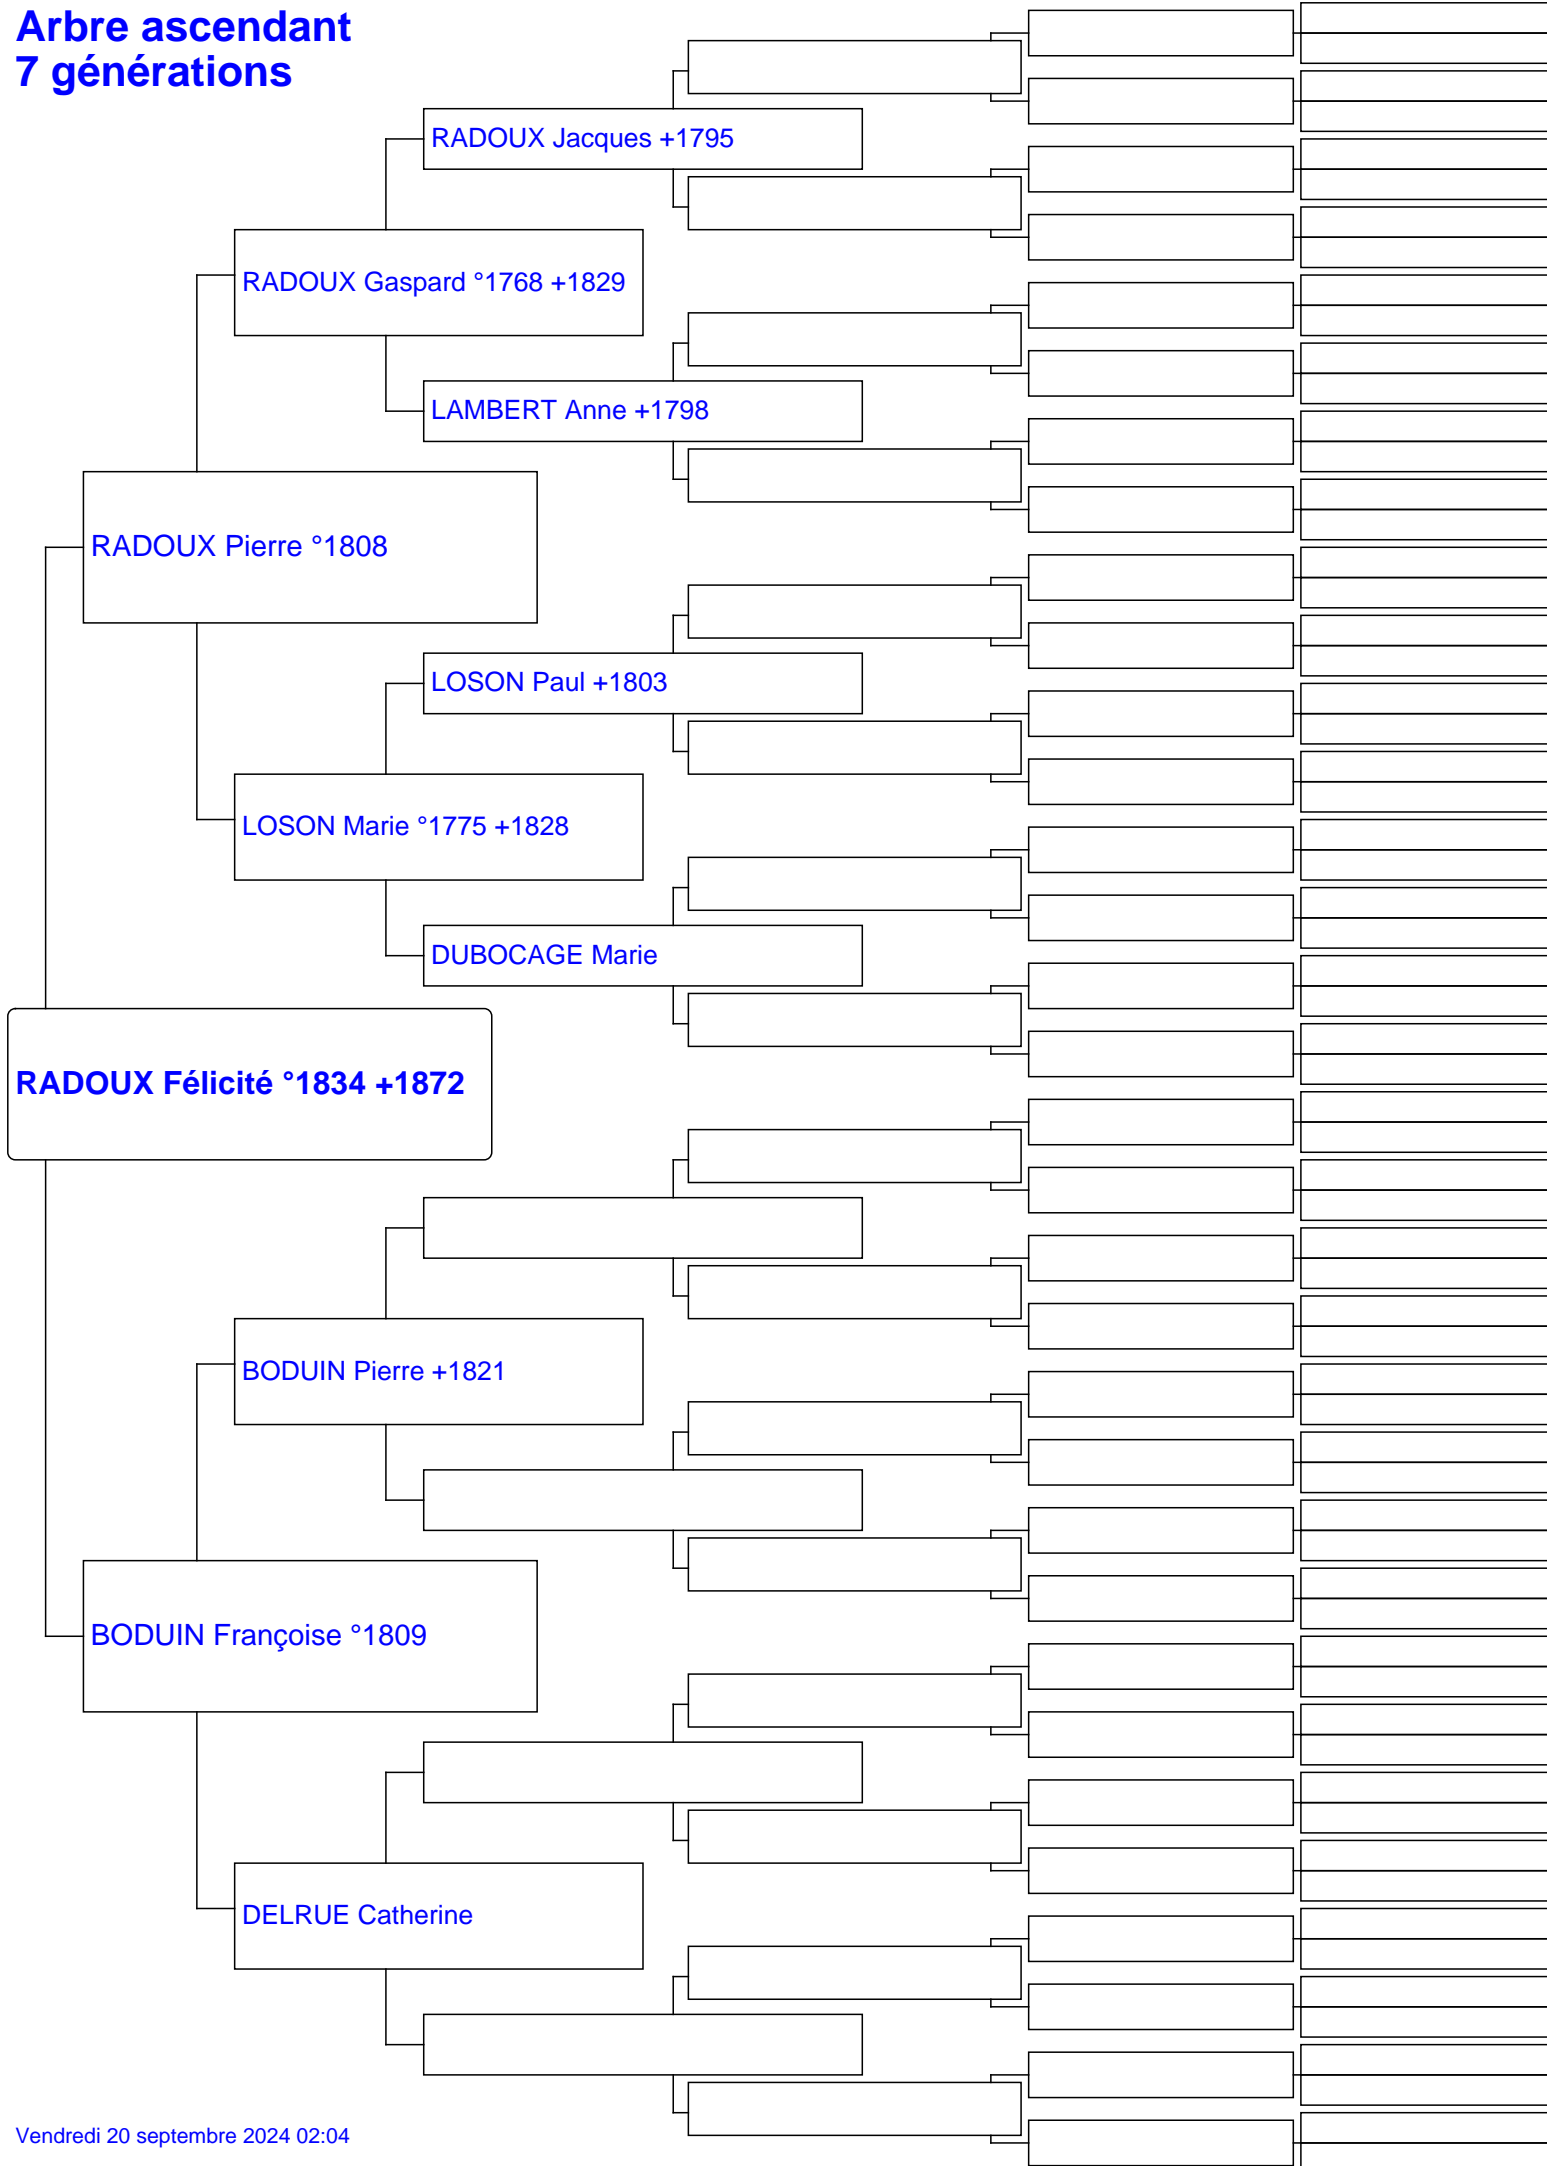 Arbre ascendant
7 générations
RADOUX Jacques +1795
RADOUX Gaspard °1768 +1829
LAMBERT Anne +1798
RADOUX Pierre °1808
LOSON Paul +1803
LOSON Marie °1775 +1828
DUBOCAGE Marie
RADOUX Félicité °1834 +1872
BODUIN Pierre +1821
BODUIN Françoise °1809
DELRUE Catherine
Vendredi 20 septembre 2024 02:04